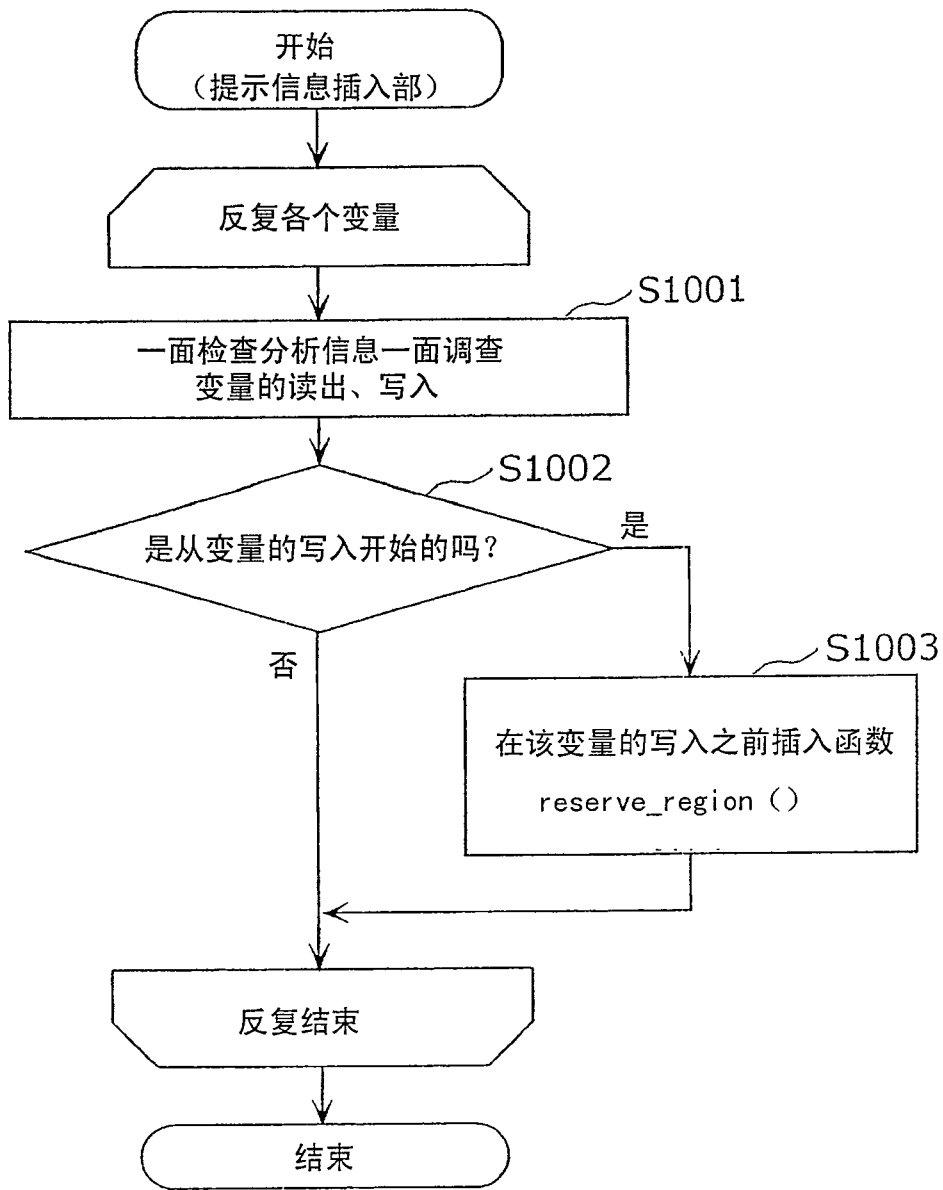 开始
（提示信息插入部）
反复各个变量
S1001
一面检查分析信息一面调查
变量的读出、写入
S1002
是从变量的写入开始的吗？
是
否
S1003
在该变量的写入之前插入函数
reserve_region（）
反复结束
结束